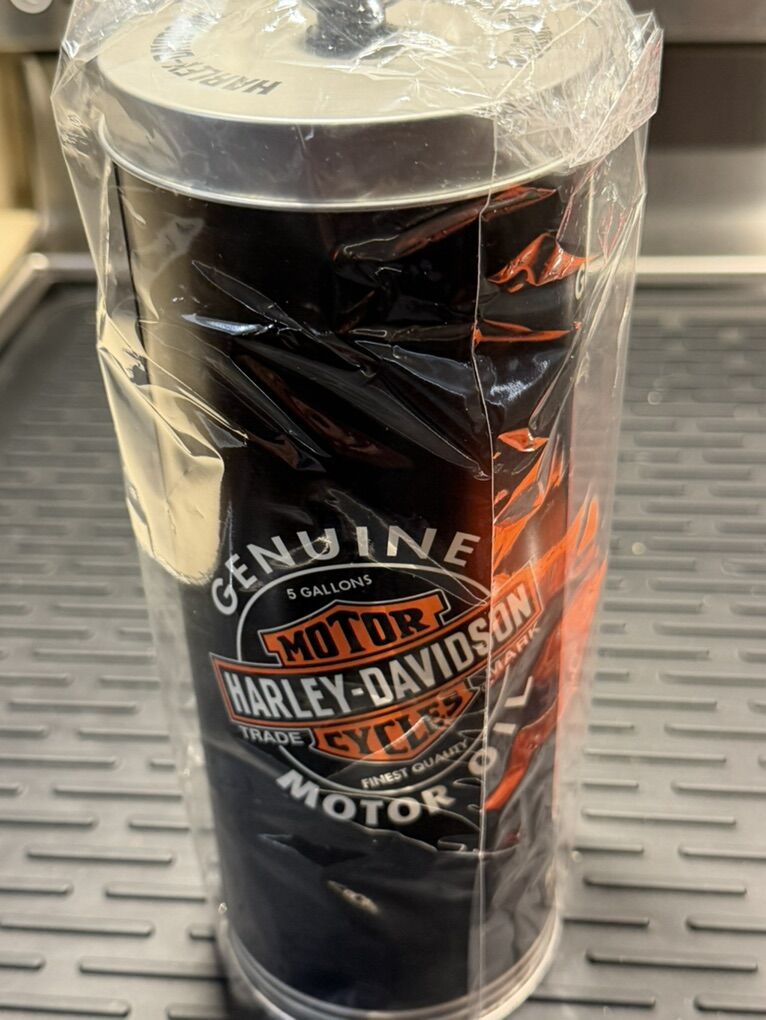 HARLEY-
GENUINE
5 GALLONS
MOTOR
HARLEY-DAVIDSON
TRADE MARK
CYCLES
FINEST QUALITY
MOTOR OIL